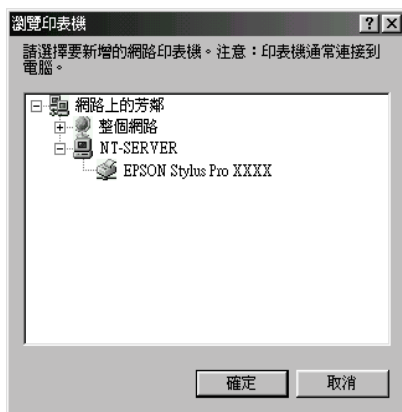 瀏覽印表機
請選擇要新增的網路印表機。注意：印表機通常連接到
電腦。
網路上的芳鄰
整個網路
NT-SERVER
EPSON Stylus Pro XXXX
確定
取消